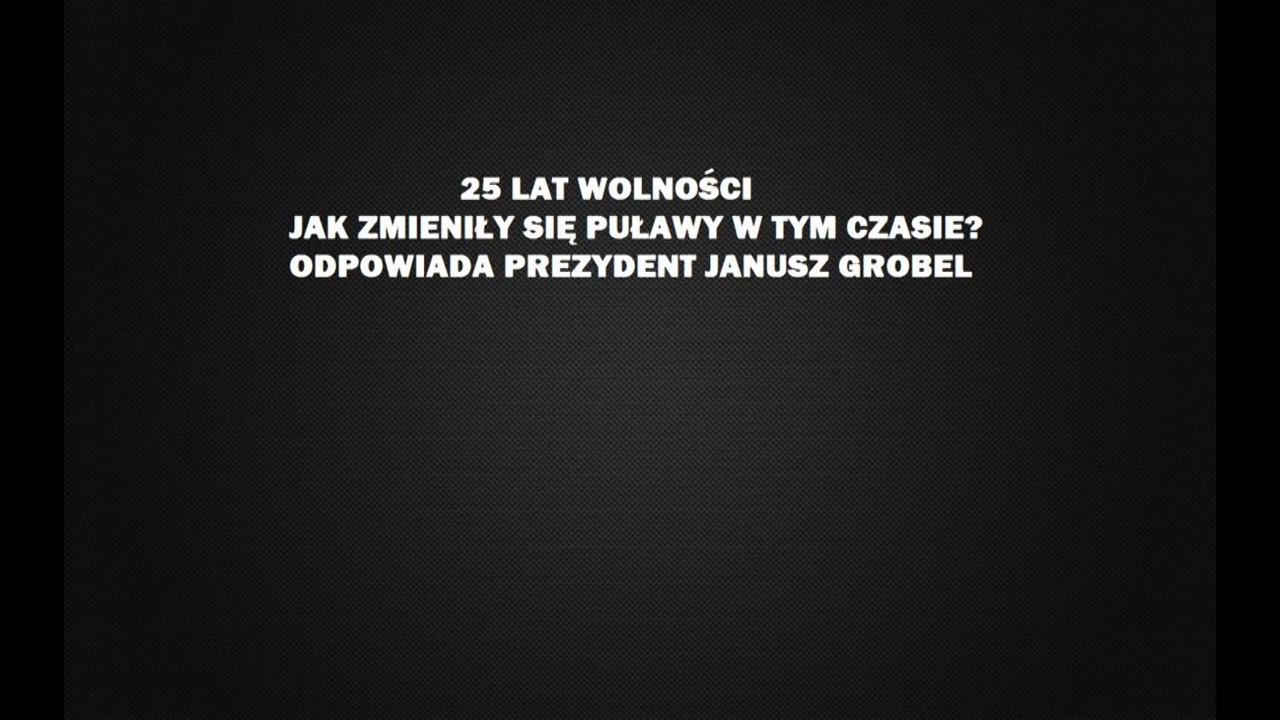 25 LAT WOLNOŚCI
JAK ZMIENIŁY SIĘ PUŁAWY W TYM CZASIE?
ODPOWIADA PREZYDENT JANUSZ GROBEL